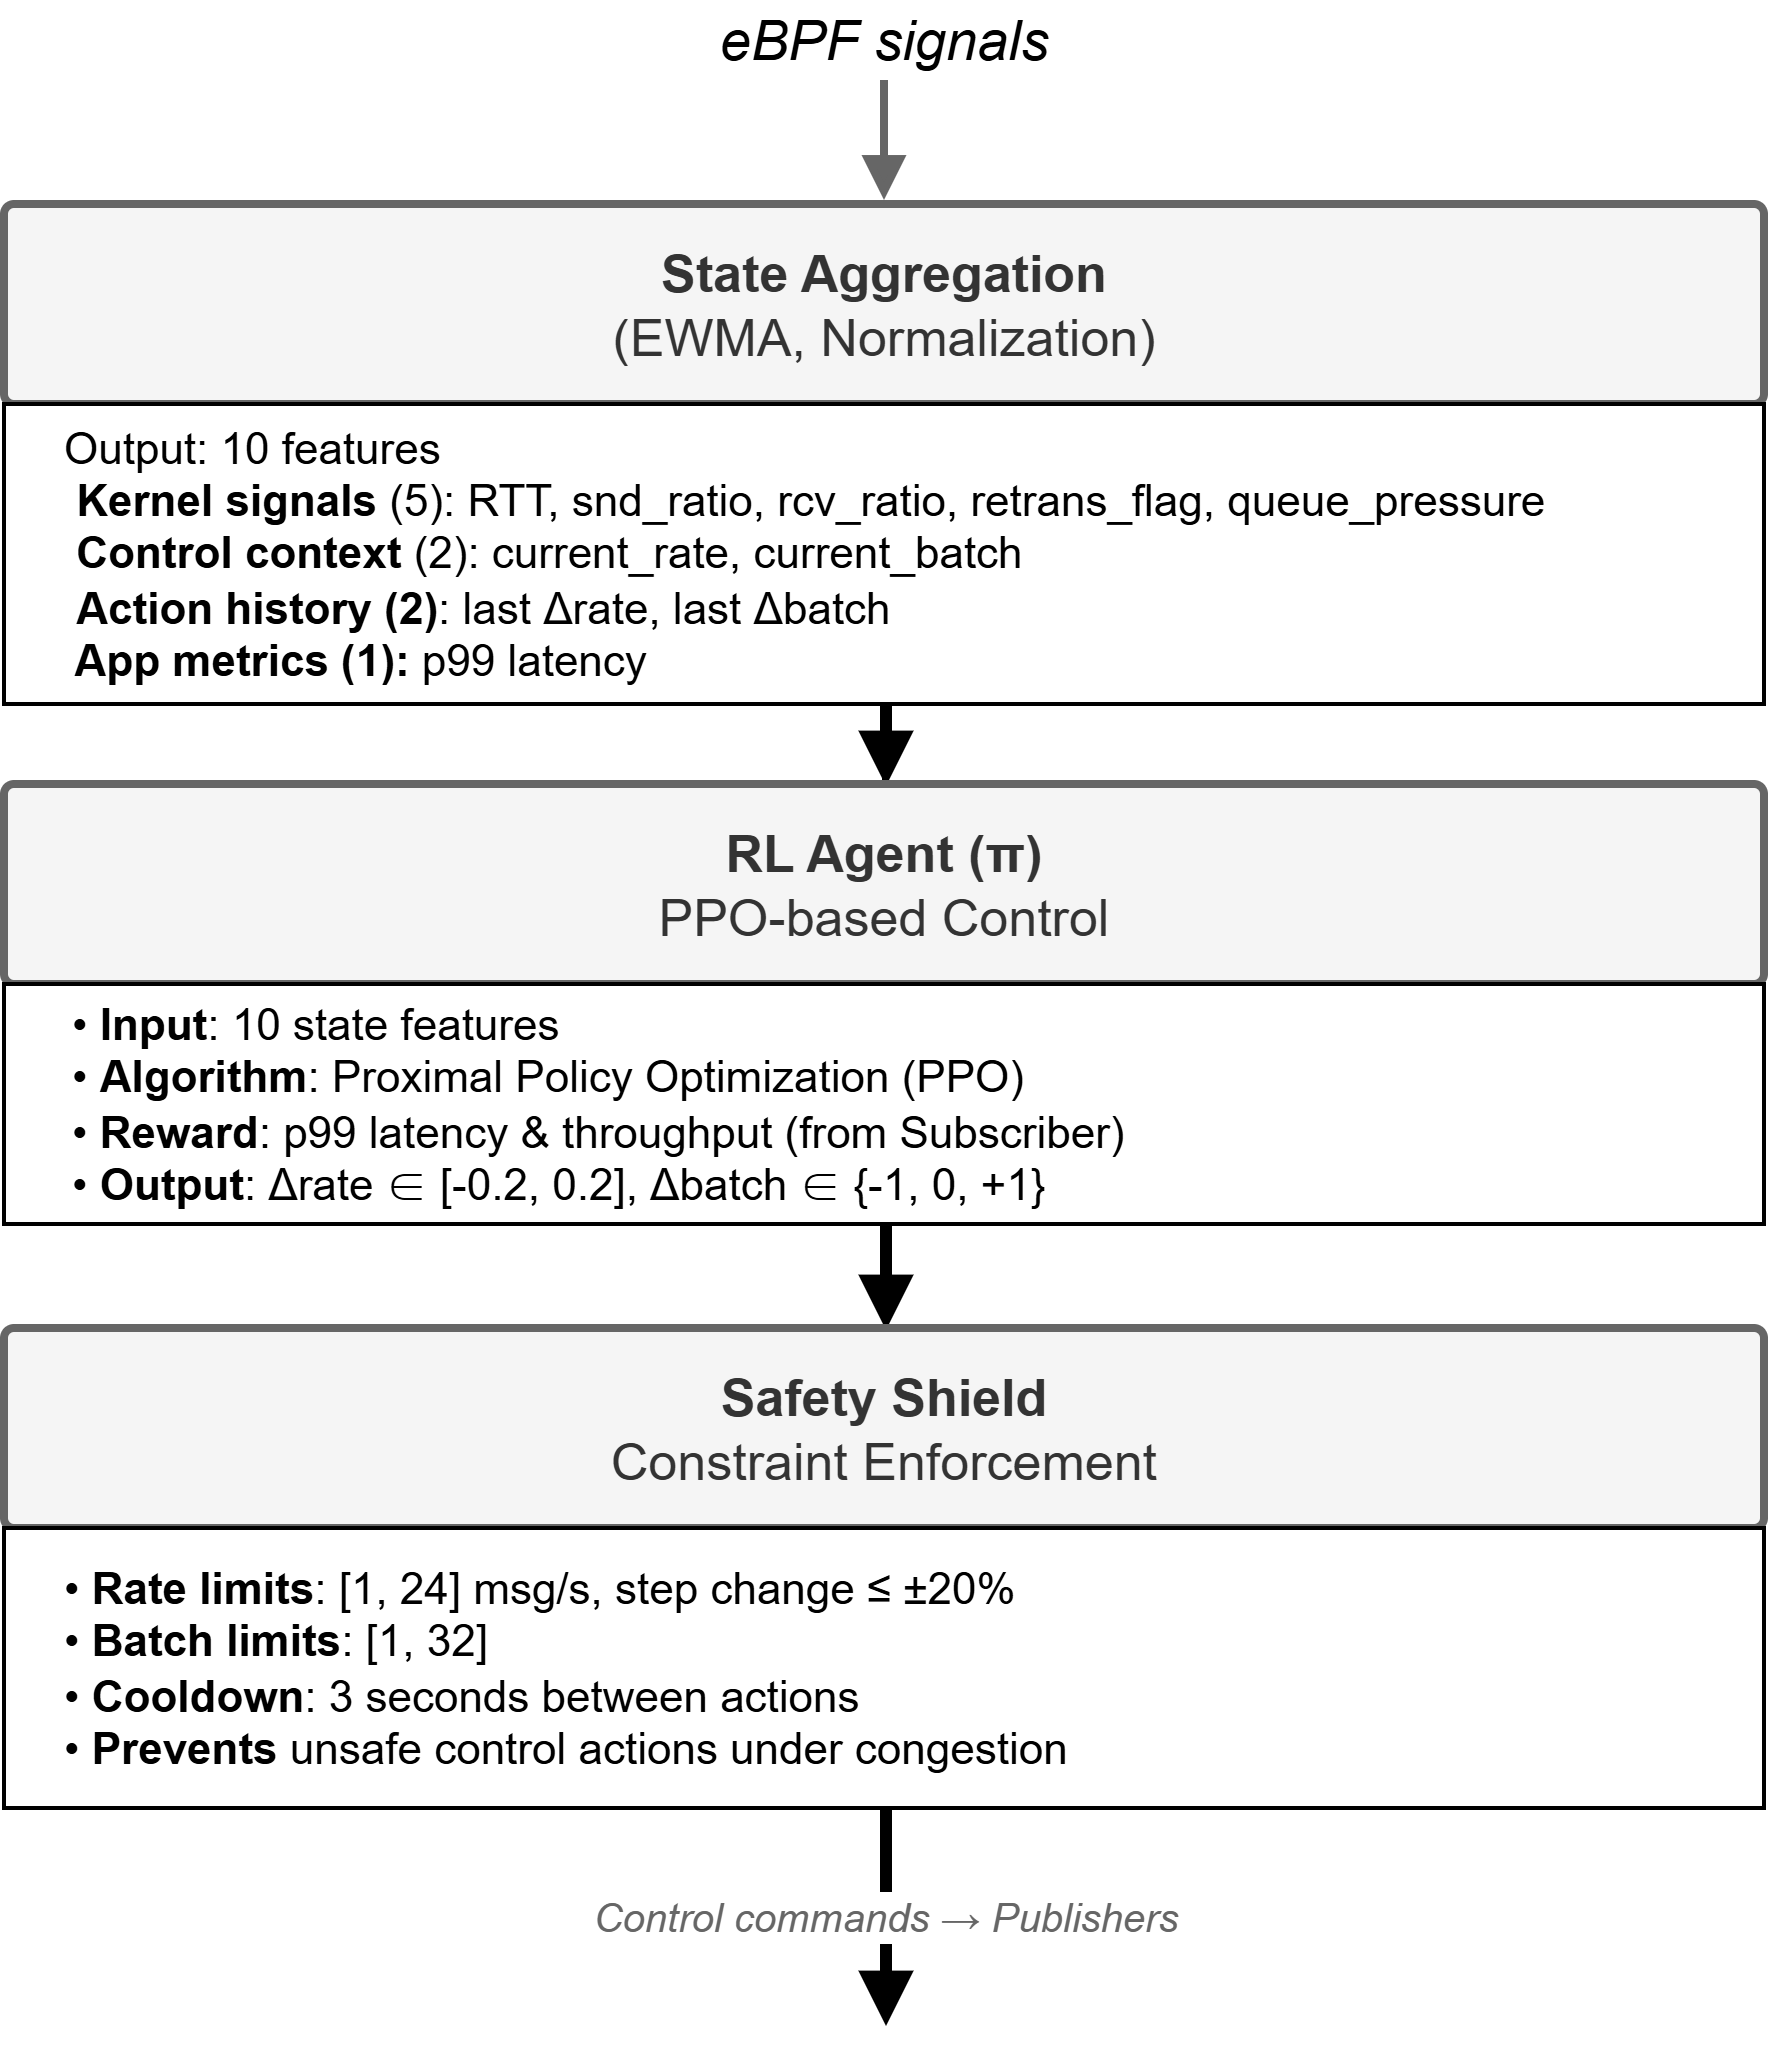 eBPF signals
State Aggregation
(EWMA, Normalization)
Output: 10 features
Kernel signals (5): RTT, snd_ratio, rcv_ratio, retrans_flag, queue_pressure
Control context (2): current_rate, current_batch
Action history (2): last Δrate, last Δbatch
App metrics (1): p99 latency
RL Agent (π)
PPO-based Control
• Input: 10 state features
• Algorithm: Proximal Policy Optimization (PPO)
• Reward: p99 latency & throughput (from Subscriber)
• Output: Δrate ∈ [-0.2, 0.2], Δbatch ∈ {-1, 0, +1}
Safety Shield
Constraint Enforcement
• Rate limits: [1, 24] msg/s, step change ≤ ±20%
• Batch limits: [1, 32]
• Cooldown: 3 seconds between actions
• Prevents unsafe control actions under congestion
Control commands → Publishers